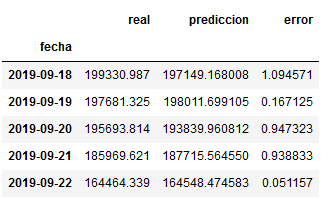 real prediccion error
fecha
2019-09-18 199330.987 197149.168008 1.094571
2019-09-19 197681.325 198011.699105 0.167125
2019-09-20 195693.814 193839.960812 0.947323
2019-09-21 185969.621 187715.564550 0.938833
2019-09-22 164464.339 164548.474583 0.051157